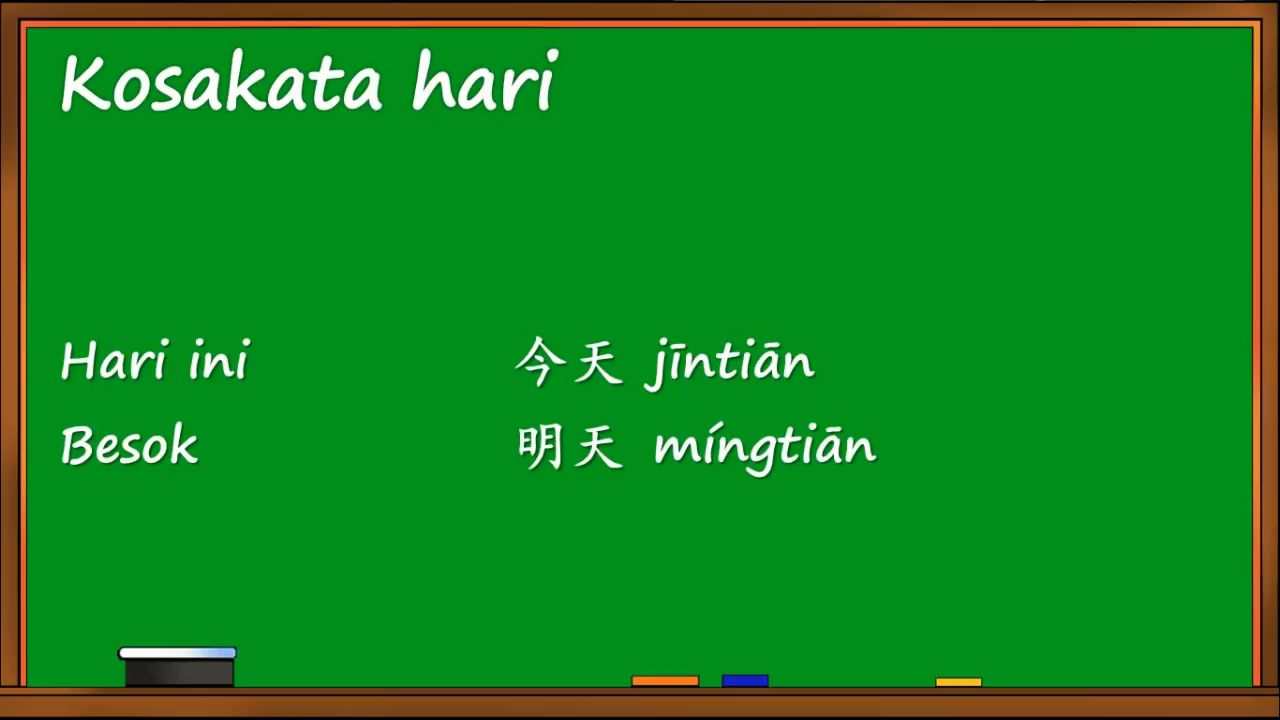 Kosakata hari
Hari ini 今天 jīntiān
Besok 明天 míngtiān